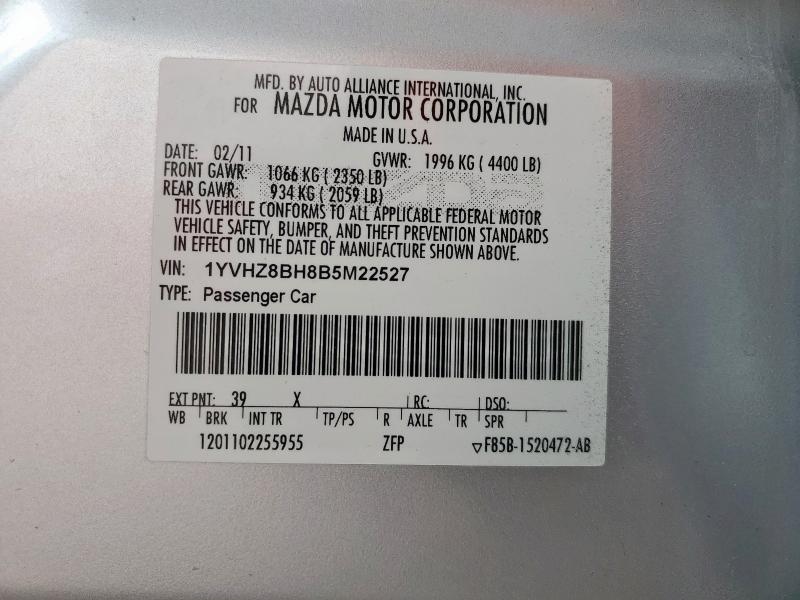 MFD. BY AUTO ALLIANCE INTERNATIONAL, INC.
FOR MAZDA MOTOR CORPORATION
MADE IN U.S.A.
DATE: 02/11 GVWR: 1996 KG ( 4400 LB)
FRONT GAWR: 1066 KG ( 2350 LB)
REAR GAWR: 934 KG ( 2059 LB)
THIS VEHICLE CONFORMS TO ALL APPLICABLE FEDERAL MOTOR
VEHICLE SAFETY, BUMPER, AND THEFT PREVENTION STANDARDS
IN EFFECT ON THE DATE OF MANUFACTURE SHOWN ABOVE.
VIN: 1YVHZ8BH8B5M22527
TYPE: Passenger Car
EXT PNT: 39 X RC: DSO:
WB BRK INT TR TP/PS R AXLE TR SPR
1201102255955 ZFP ▽F85B-1520472-AB